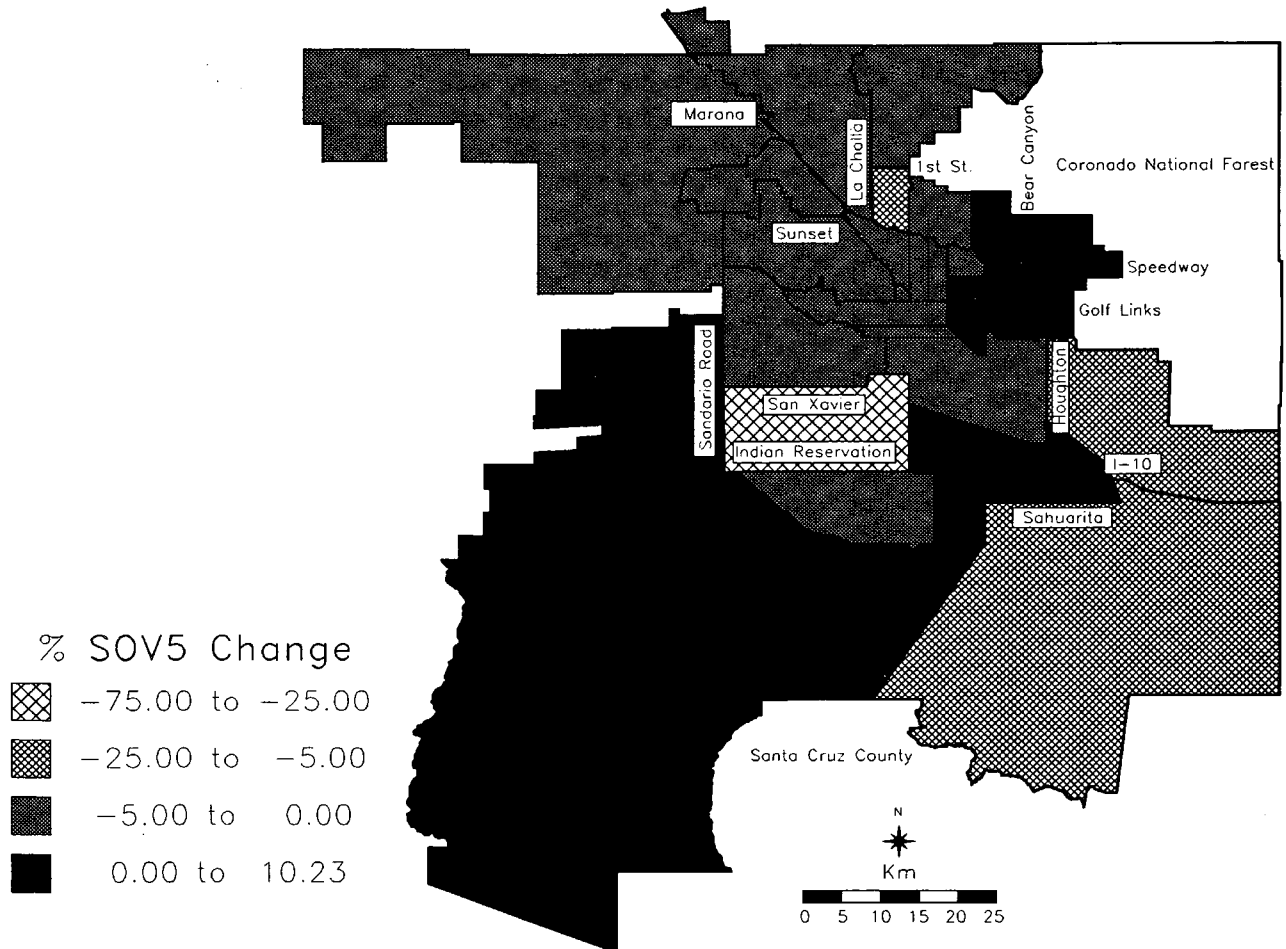 Marana
La Challa
1st St.
Bear Canyon
Coronado National Forest
Sunset
Speedway
Golf Links
Sandario Road
San Xavier
Indian Reservation
Houghton
I-10
Sahuarita
% SOV5 Change
-75.00 to -25.00
-25.00 to -5.00
-5.00 to 0.00
0.00 to 10.23
Santa Cruz County
N
Km
0 5 10 15 20 25